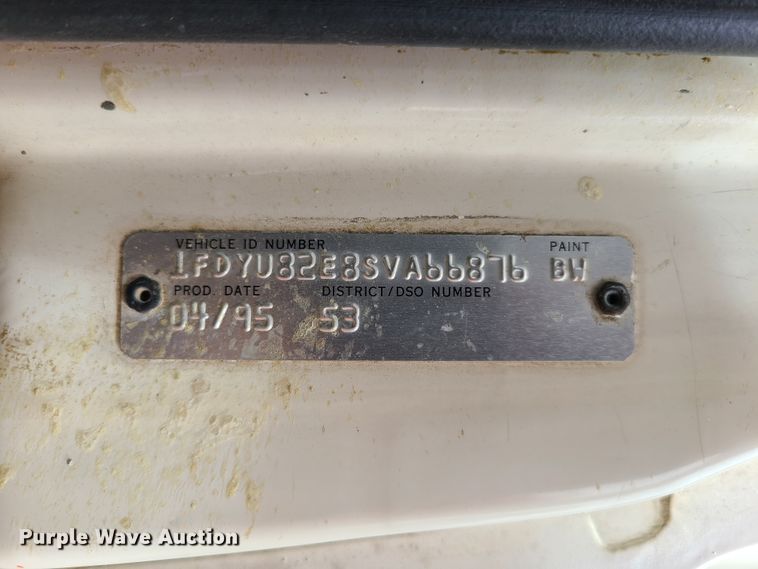 VEHICLE ID NUMBER PAINT
1FDYU82E8SVA66876 BW
PROD. DATE DISTRICT/DSO NUMBER
04/95 53
Purple Wave Auction